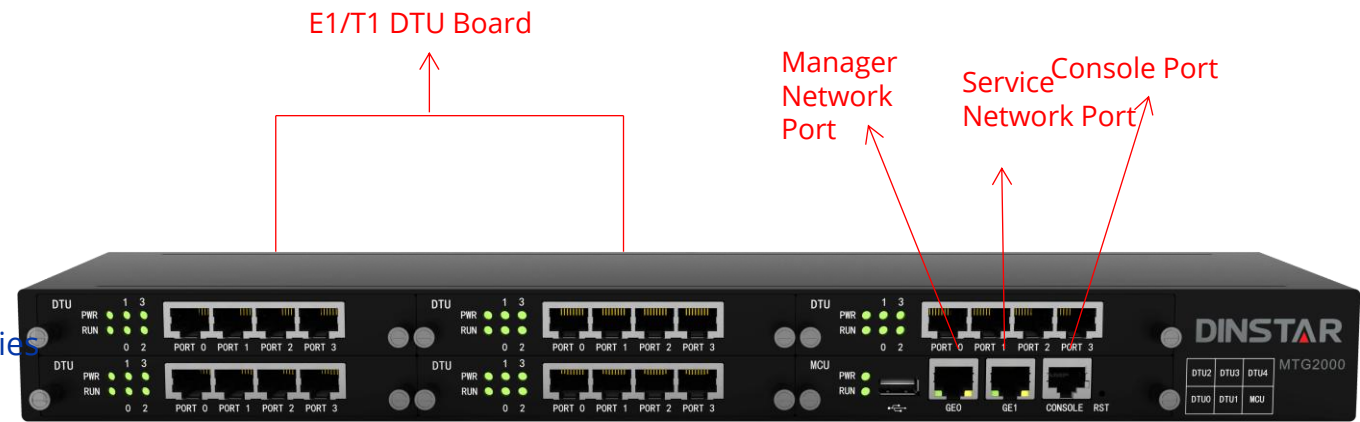 E1/T1 DTU Board
Manager
Network
Port
Service
Network Port
Console Port
ies
DTU 1 3
PWR
RUN
0 2 PORT 0 PORT 1 PORT 2 PORT 3
DTU 1 3
PWR
RUN
0 2 PORT 0 PORT 1 PORT 2 PORT 3
DTU 1 3
PWR
RUN
0 2 PORT 0 PORT 1 PORT 2 PORT 3
DINSTAR
MTG2000
DTU 1 3
PWR
RUN
0 2 PORT 0 PORT 1 PORT 2 PORT 3
DTU 1 3
PWR
RUN
0 2 PORT 0 PORT 1 PORT 2 PORT 3
MCU
PWR
RUN
GE0 GE1 CONSOLE RST
DTU2 DTU3 DTU4
DTU0 DTU1 MCU